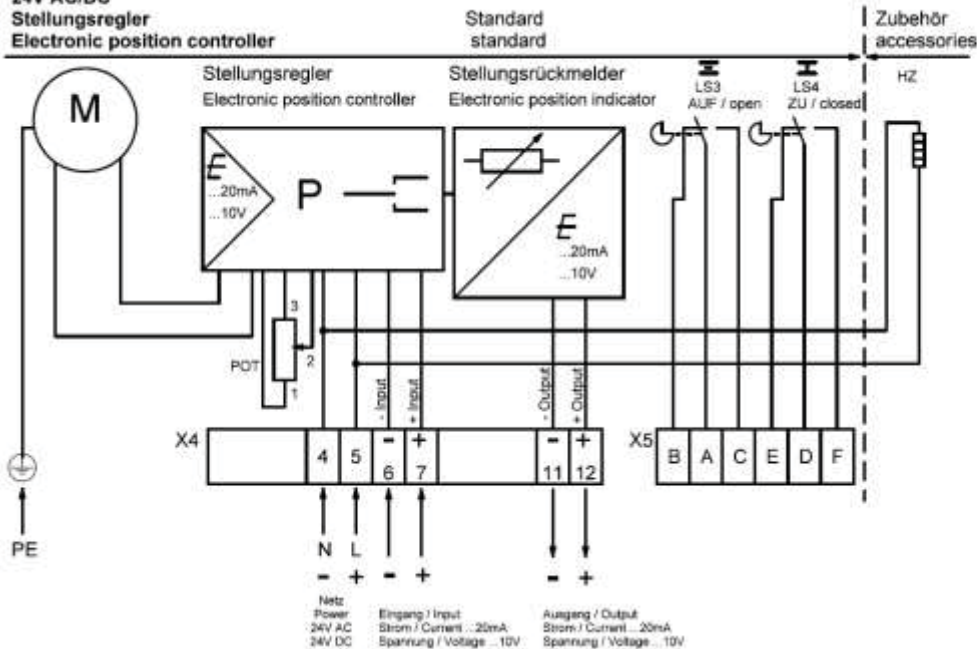 24V AC/DC
Stellungsregler
Electronic position controller
Standard
standard
Zubehör
accessories
M
Stellungsregler
Electronic position controller
Stellungsrückmelder
Electronic position indicator
LS3
AUF / open
LS4
ZU / closed
HZ
E
...20mA
...10V
P
E
...20mA
...10V
POT
3
2
1
- Input
+ Input
- Output
+ Output
X4
4 5 - 6 + 7 - 11 + 12
X5
B A C E D F
PE
N L
- + - + - +
Netz
Power
24V AC
24V DC
Eingang / Input
Strom / Current ...20mA
Spannung / Voltage ...10V
Ausgang / Output
Strom / Current ...20mA
Spannung / Voltage ...10V